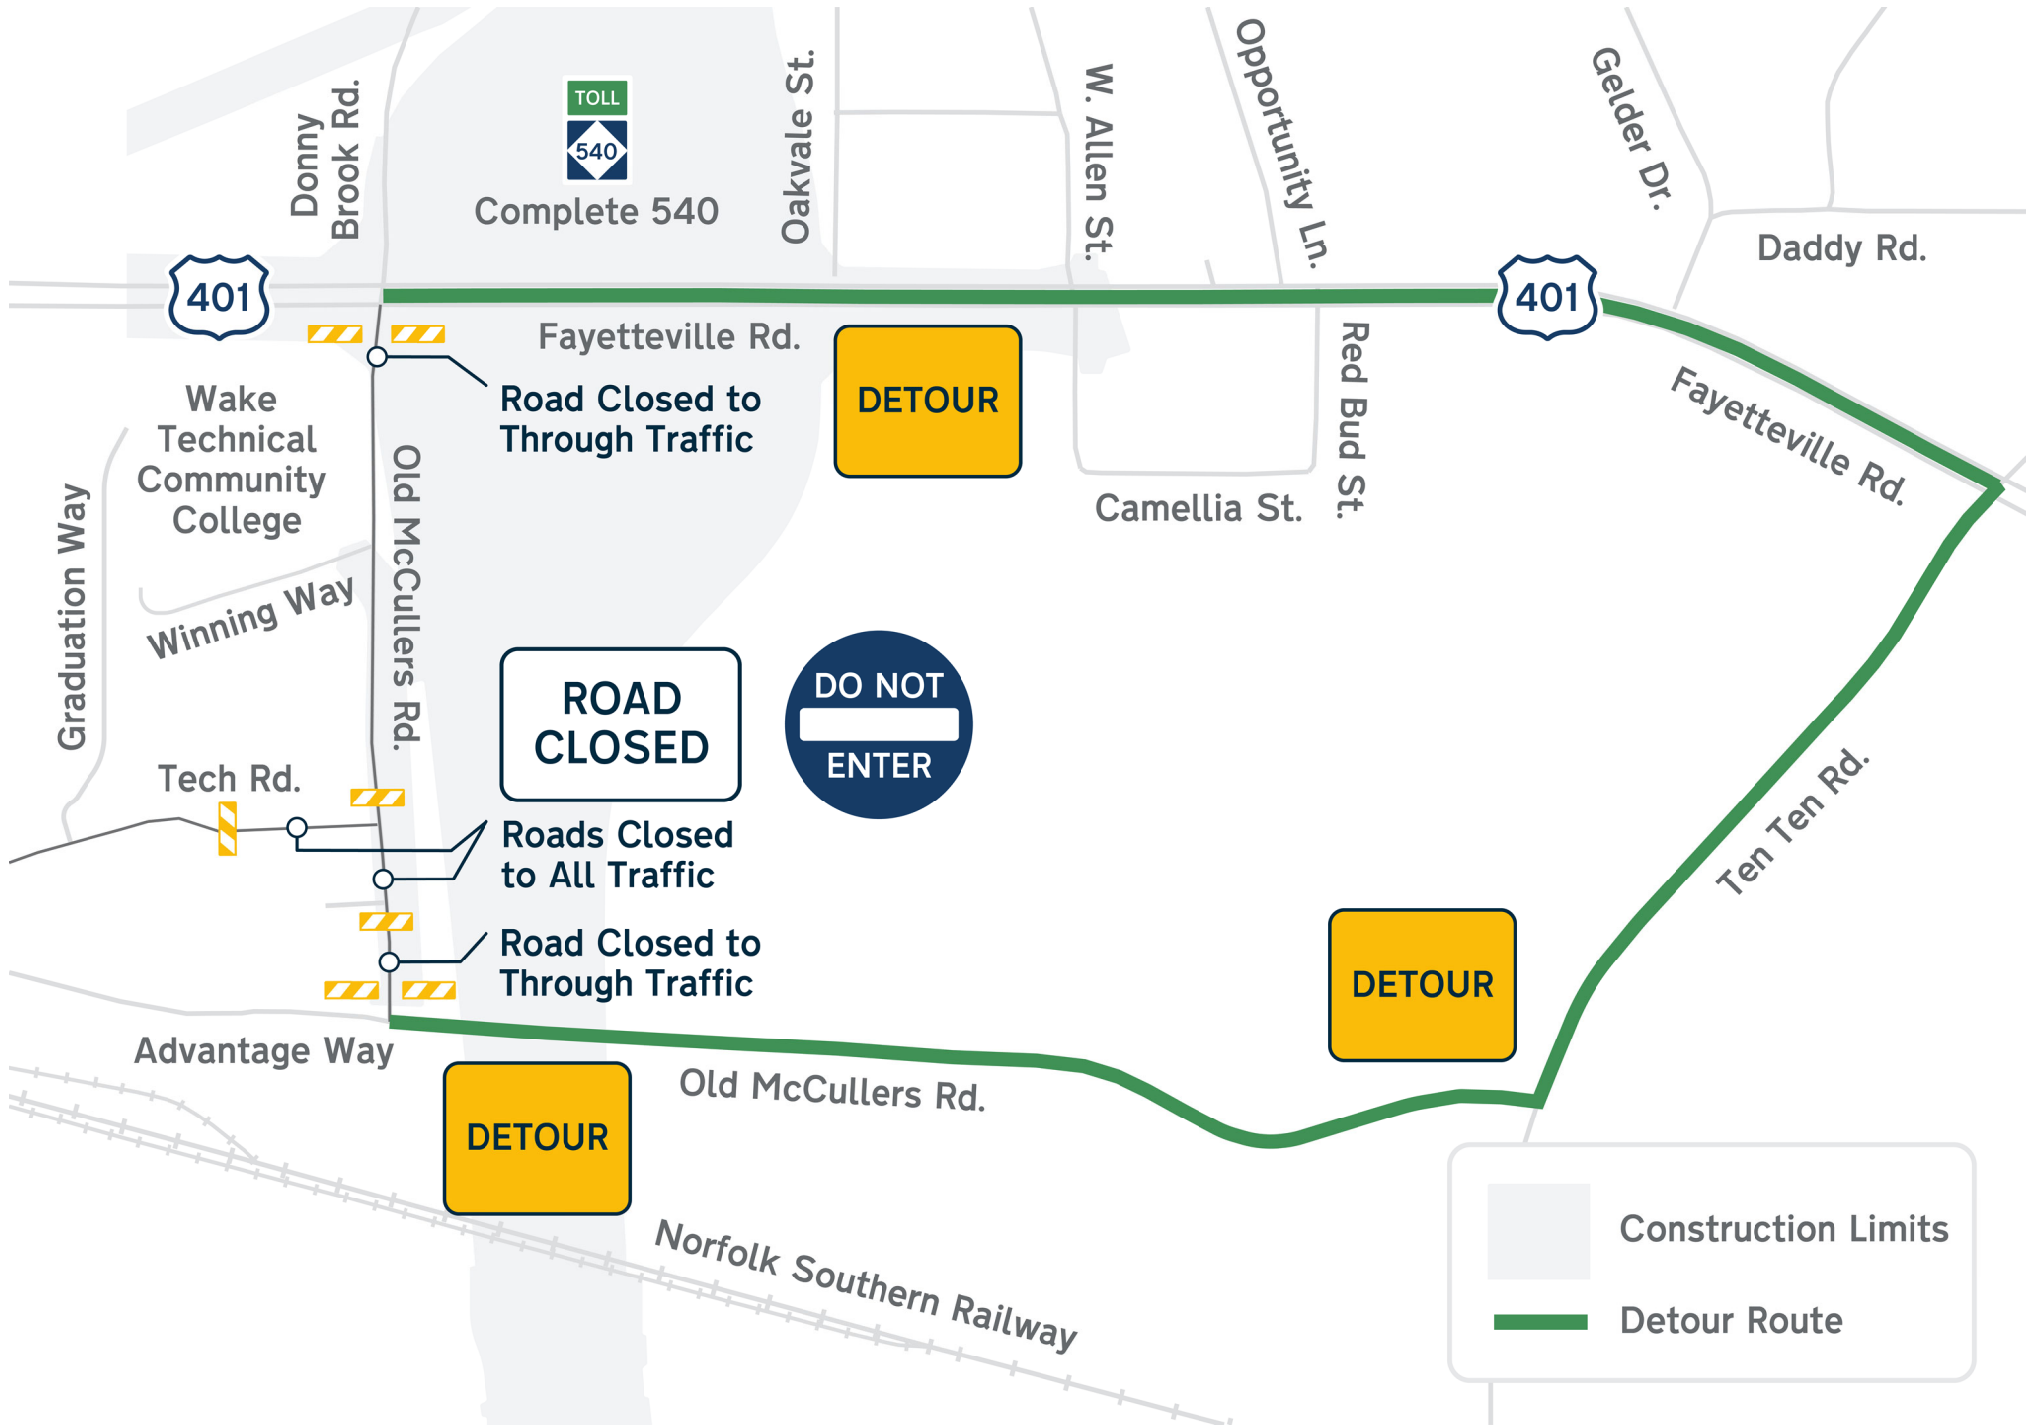 Donny
Brook Rd.
TOLL
540
Complete 540
Oakvale St.
W. Allen St.
Opportunity Ln.
Gelder Dr.
Daddy Rd.
401
401
Fayetteville Rd.
DETOUR
Red Bud St.
Fayetteville Rd.
Road Closed to
Through Traffic
Wake
Technical
Community
College
Camellia St.
Graduation Way
Old McCullers Rd.
Winning Way
ROAD
CLOSED
DO NOT
ENTER
Tech Rd.
Ten Ten Rd.
Roads Closed
to All Traffic
Road Closed to
Through Traffic
DETOUR
Advantage Way
Old McCullers Rd.
DETOUR
Norfolk Southern Railway
Construction Limits
Detour Route